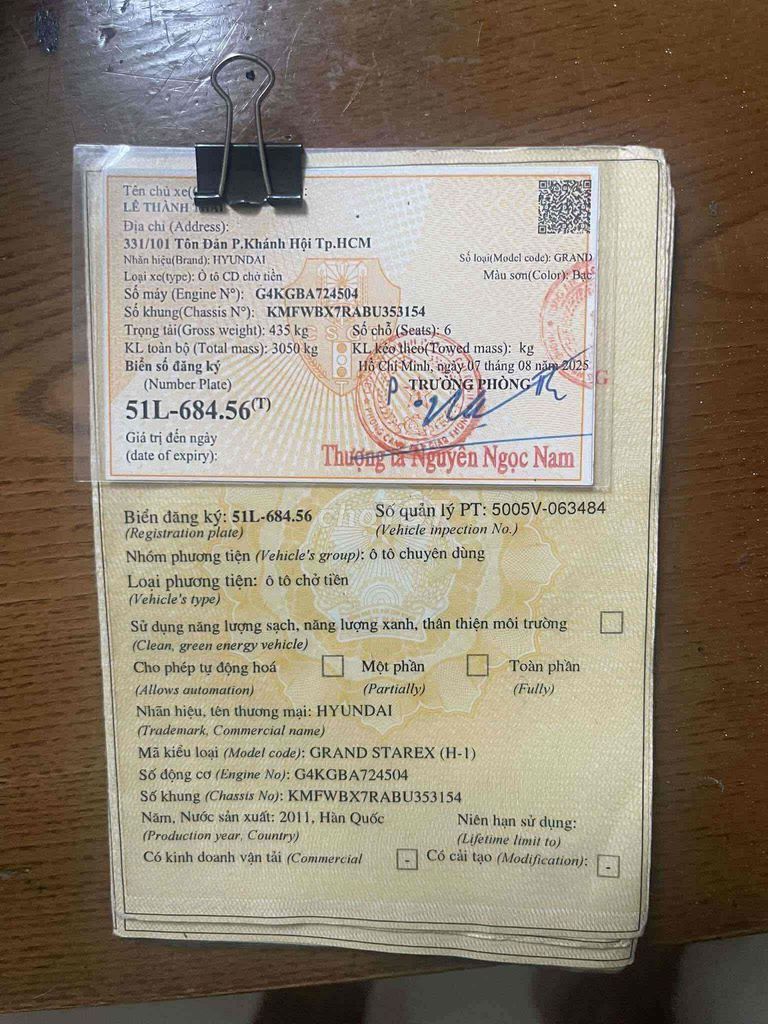 Tên chủ xe(
LÊ THÀNH
Địa chỉ (Address):
331/101 Tôn Đản P.Khánh Hội Tp.HCM
Nhãn hiệu(Brand): HYUNDAI Số loại(Model code): GRAND
Loại xe(type): Ô tô CD chở tiền Màu sơn(Color): Bạc
Số máy (Engine N°): G4KGBA724504
Số khung(Chassis N°): KMFWBX7RABU353154
Trọng tải(Gross weight): 435 kg Số chỗ (Seats): 6
KL toàn bộ (Total mass): 3050 kg KL kéo theo(Towed mass): kg
Biển số đăng ký Hồ Chí Minh, ngày 07 tháng 08 năm 2025
(Number Plate) TRƯỞNG PHÒNG
51L-684.56(T)
Giá trị đến ngày
(date of expiry): Thượng tá Nguyễn Ngọc Nam
Biển đăng ký: 51L-684.56 Số quản lý PT: 5005V-063484
(Registration plate) (Vehicle inpection No.)
Nhóm phương tiện (Vehicle's group): ô tô chuyên dùng
Loại phương tiện: ô tô chở tiền
(Vehicle's type)
Sử dụng năng lượng sạch, năng lượng xanh, thân thiện môi trường
(Clean, green energy vehicle)
Cho phép tự động hoá Một phần Toàn phần
(Allows automation) (Partially) (Fully)
Nhãn hiệu, tên thương mại: HYUNDAI
(Trademark, Commercial name)
Mã kiểu loại (Model code): GRAND STAREX (H-1)
Số động cơ (Engine No): G4KGBA724504
Số khung (Chassis No): KMFWBX7RABU353154
Năm, Nước sản xuất: 2011, Hàn Quốc Niên hạn sử dụng:
(Production year, Country) (Lifetime limit to)
Có kinh doanh vận tải (Commercial - Có cải tạo (Modification): -